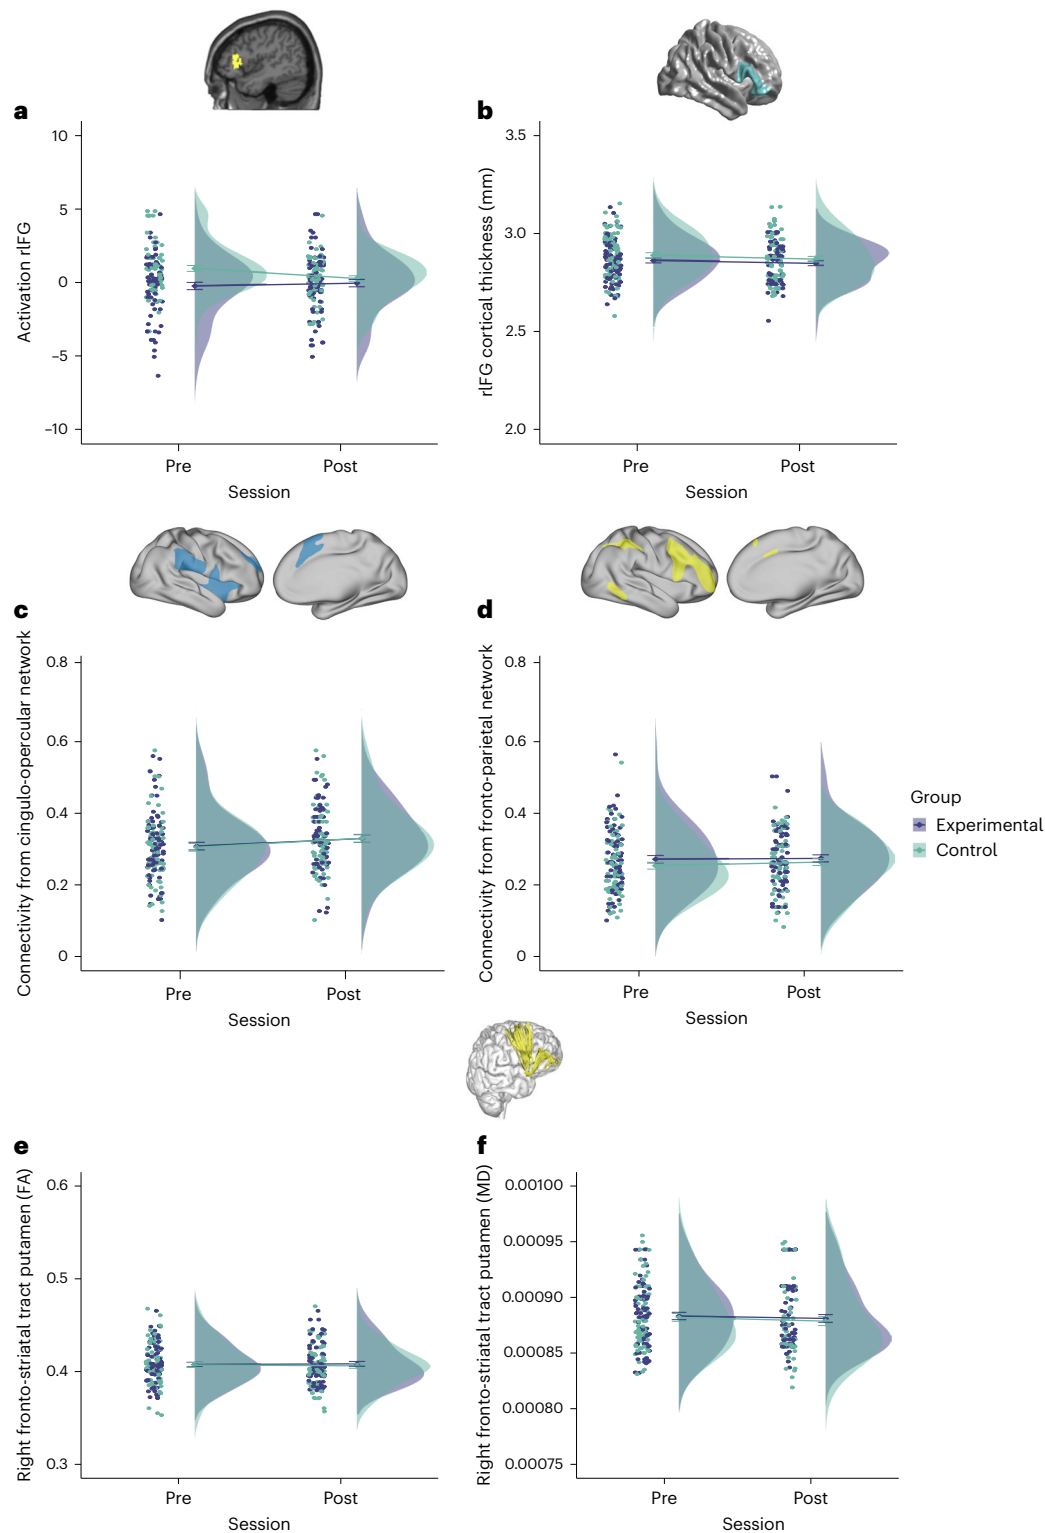 a
Activation rIFG
10
5
0
–5
–10
Pre
Post
Session
b
rIFG cortical thickness (mm)
3.5
3.0
2.5
2.0
Pre
Post
Session
c
Connectivity from cingulo-opercular network
0.8
0.6
0.4
0.2
0
Pre
Post
Session
d
Connectivity from fronto-parietal network
0.8
0.6
0.4
0.2
0
Pre
Post
Session
Group
Experimental
Control
e
Right fronto-striatal tract putamen (FA)
0.6
0.5
0.4
0.3
Pre
Post
Session
f
Right fronto-striatal tract putamen (MD)
0.00100
0.00095
0.00090
0.00085
0.00080
0.00075
Pre
Post
Session